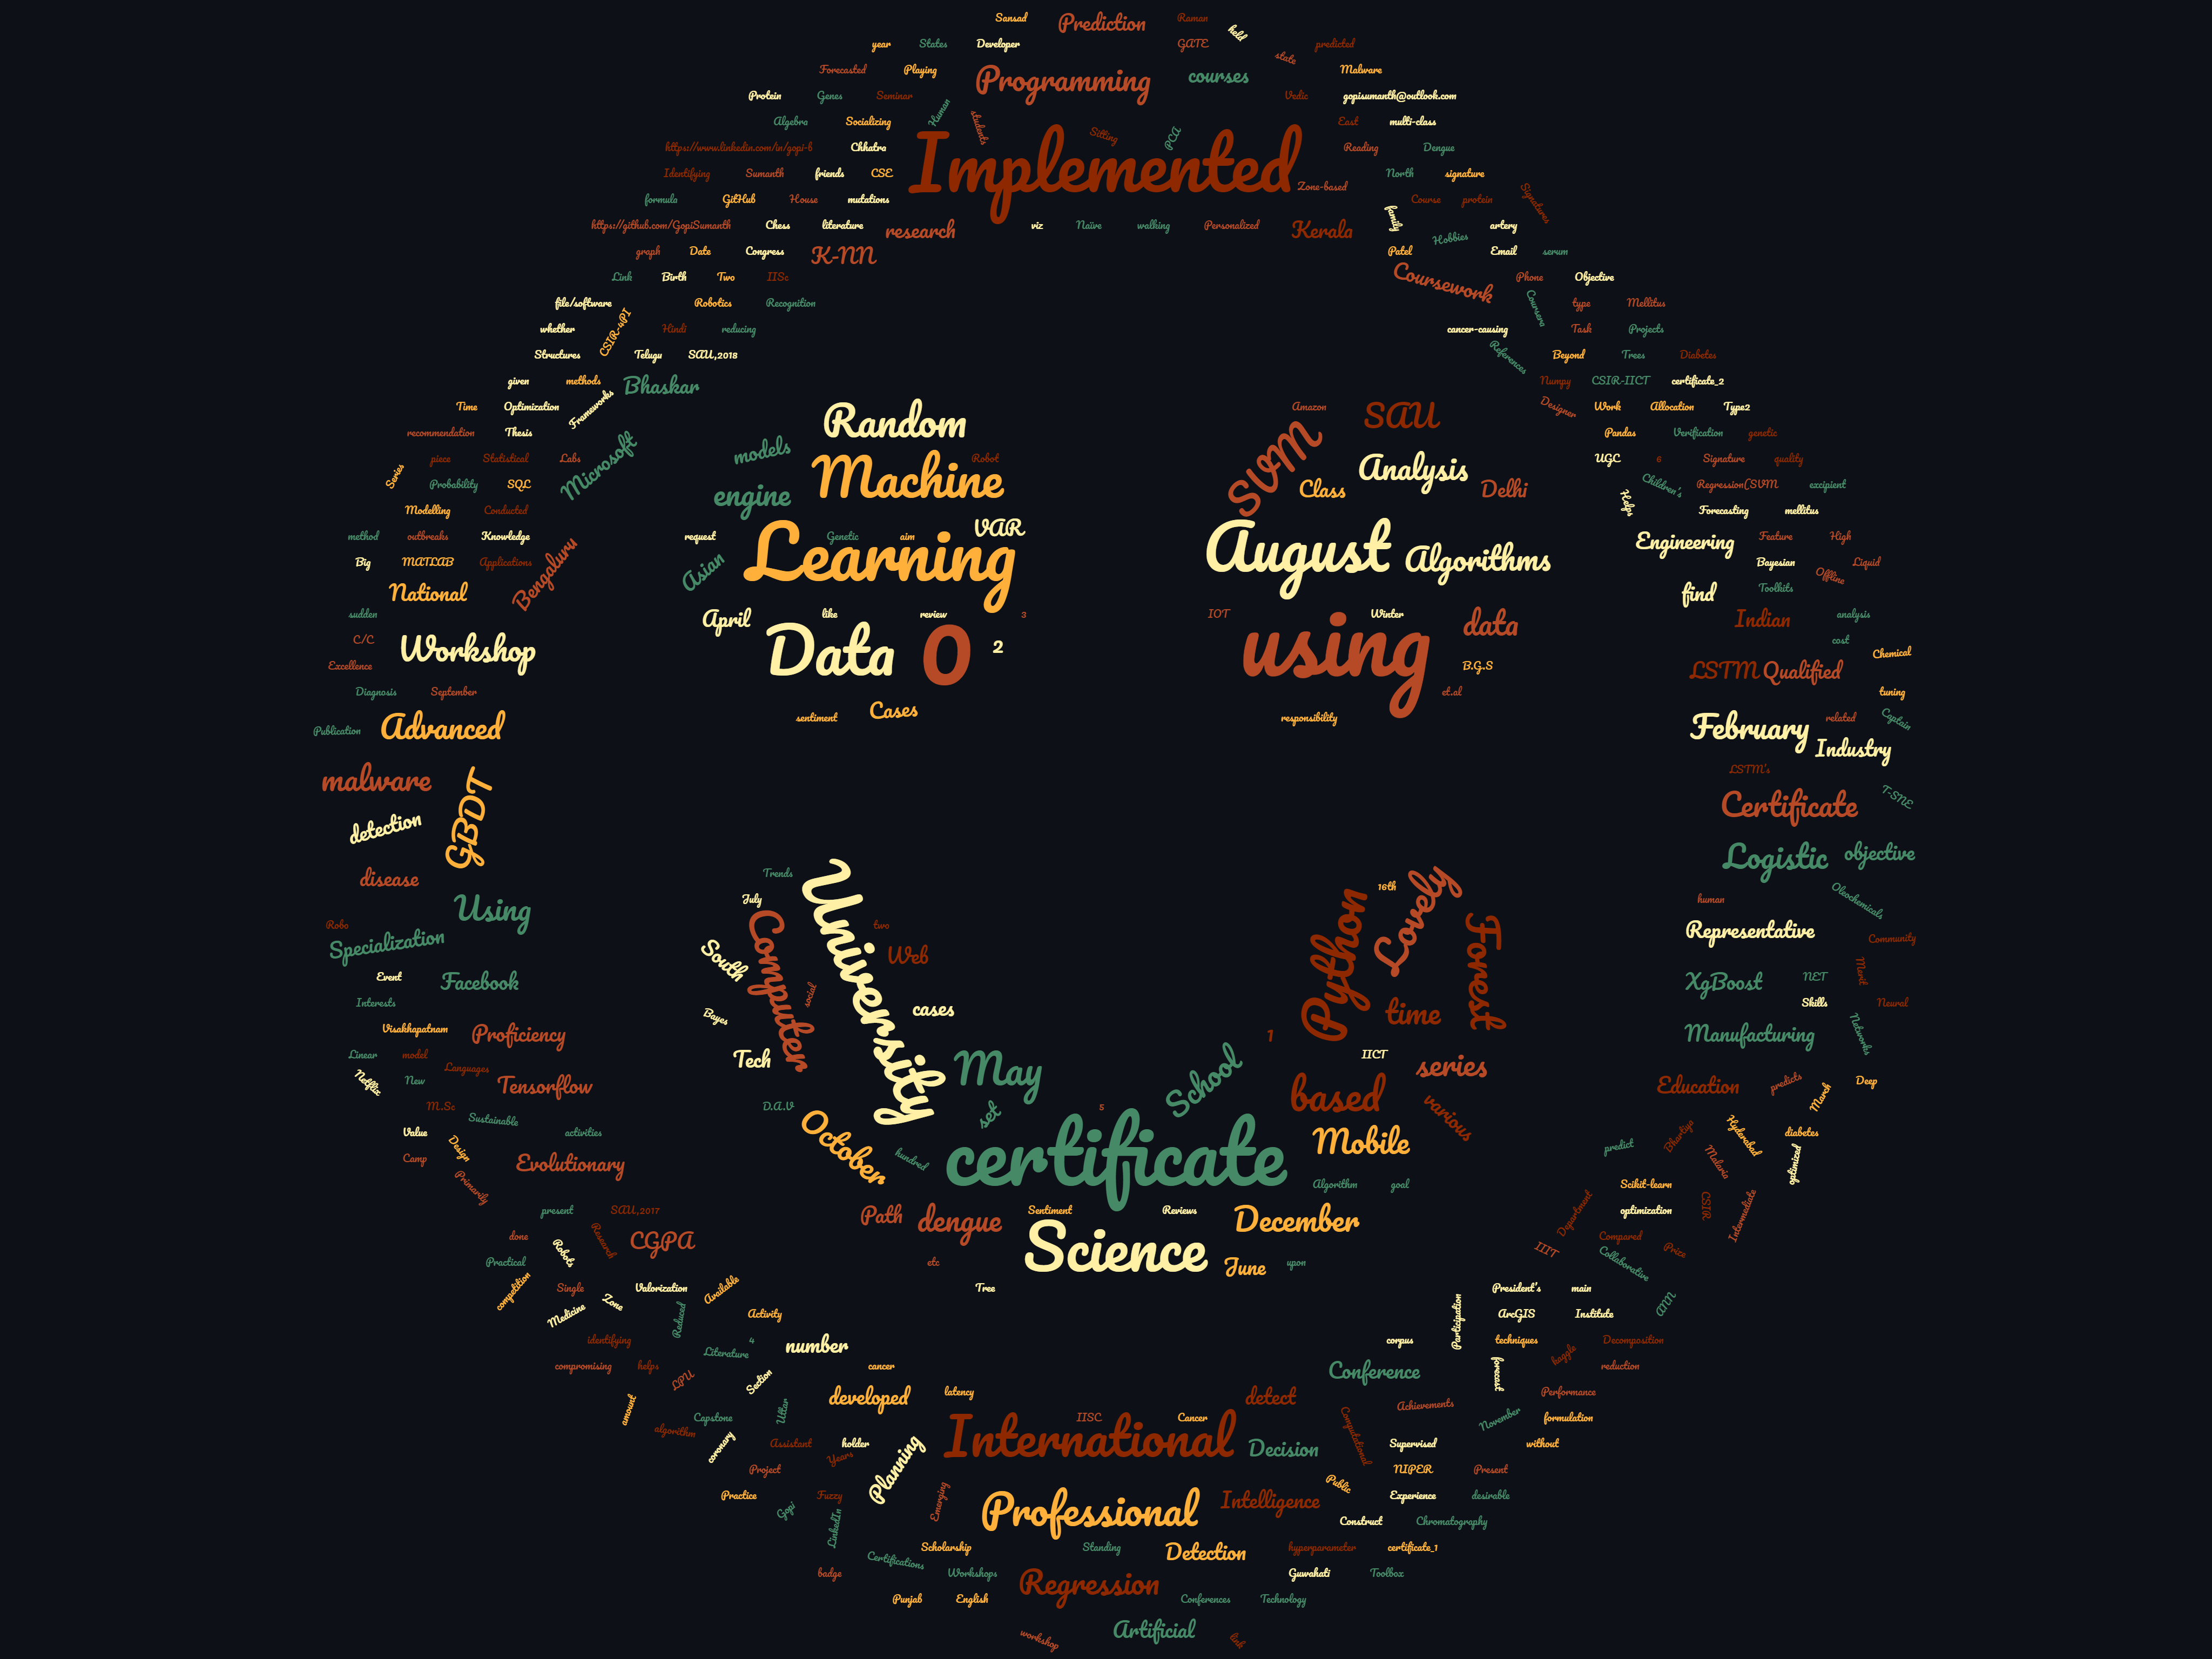 Sansad Prediction Raman
year States Developer GATE held predicted
Forecasted Playing Programming courses state Malware
Protein Genes Seminar Human Vedic gopisumanth@outlook.com
Algebra Socializing students Sitting PCA East multi-class
https://www.linkedin.com/in/gopi-6 Chhatra Implemented Reading Dengue
Identifying Sumanth friends CSE Zone-based North signature
formula GitHub House mutations Course protein Signatures
https://github.com/GopiSumanth Chess literature research viz Naïve walking Personalized Kerala family artery
graph Date Congress K-NN Patel Hobbies Email serum
Link Birth Two IISc Coursework Phone Objective
file/software Robotics Recognition Coursera type Mellitus
whether CSIR-4PI Hindi reducing cancer-causing Task Projects
Structures Telugu SAU,2018 References Beyond Trees Diabetes
given methods Bhaskar Numpy CSIR-IICT certificate_2
Time Optimization Frameworks Random Amazon SAU Designer Work Allocation Type2
recommendation Thesis Microsoft models SVM Pandas Verification genetic
piece Statistical Labs Machine Robot Analysis UGC 6 Signature quality
Series Probability SQL engine Class Delhi Children's Regression(SVM excipient
Modelling Conducted VAR Helps Forecasting mellitus
method outbreaks Knowledge request Genetic aim August Algorithms Engineering Feature High
Big MATLAB Applications Bengaluru Asian Learning Bayesian Offline Liquid
National find Toolkits
sudden April like review 3 IOT Winter data Indian analysis
C/C Workshop Data 0 2 using cost
Excellence B.G.S LSTM Qualified Chemical
Diagnosis September et.al tuning
Publication Advanced sentiment Cases responsibility February related Captain
Industry
malware LSTM's
GBDT Certificate T-SNE
detection
disease Trends University Lovely Logistic objective
July 16th human Oleochemicals
Robo Using Computer two Python Forest Representative
Specialization South Web Community
Event Facebook social XgBoost NET Merit
Interests Bayes cases time Skills Neural
Visakhapatnam Proficiency 1 Manufacturing Networks
Linear model Tech May School IICT series
Netflix New Languages Tensorflow based Education predicts Deep
M.Sc D.A.V set 5 various March
Sustainable October
Value Design activities hundred certificate Mobile predict Bhartiya Hyderabad diabetes
Camp Primarily Evolutionary Algorithm goal Malaria optimized
Scikit-learn
present SAU,2017 Path dengue Sentiment Reviews December Department optimization CSIR Intermediate
done Robots Research CGPA Science IIIT Compared Prize
Practical etc June upon Collaborative
competition Single Valorization Available Tree President's main ANN
Medicine Zone Reduced Activity Participation ArcGIS Institute
identifying Literature 4 number corpus techniques Decomposition
compromising helps LPU Section cancer Conference forecast kaggle reduction
amount Capstone Uttar developed latency detect Achievements Performance
algorithm IISC Cancer Computational November formulation
coronary Assistant holder Planning International Decision Supervised without
Project Years NIPER Present
Practice Gopi Fuzzy Emerging Professional Intelligence Public Experience desirable
LinkedIn Construct Chromatography
Certifications Scholarship Standing Detection hyperparameter certificate_1
badge Workshops Regression Guwahati Toolbox
Punjab English Conferences Technology
workshop Artificial link